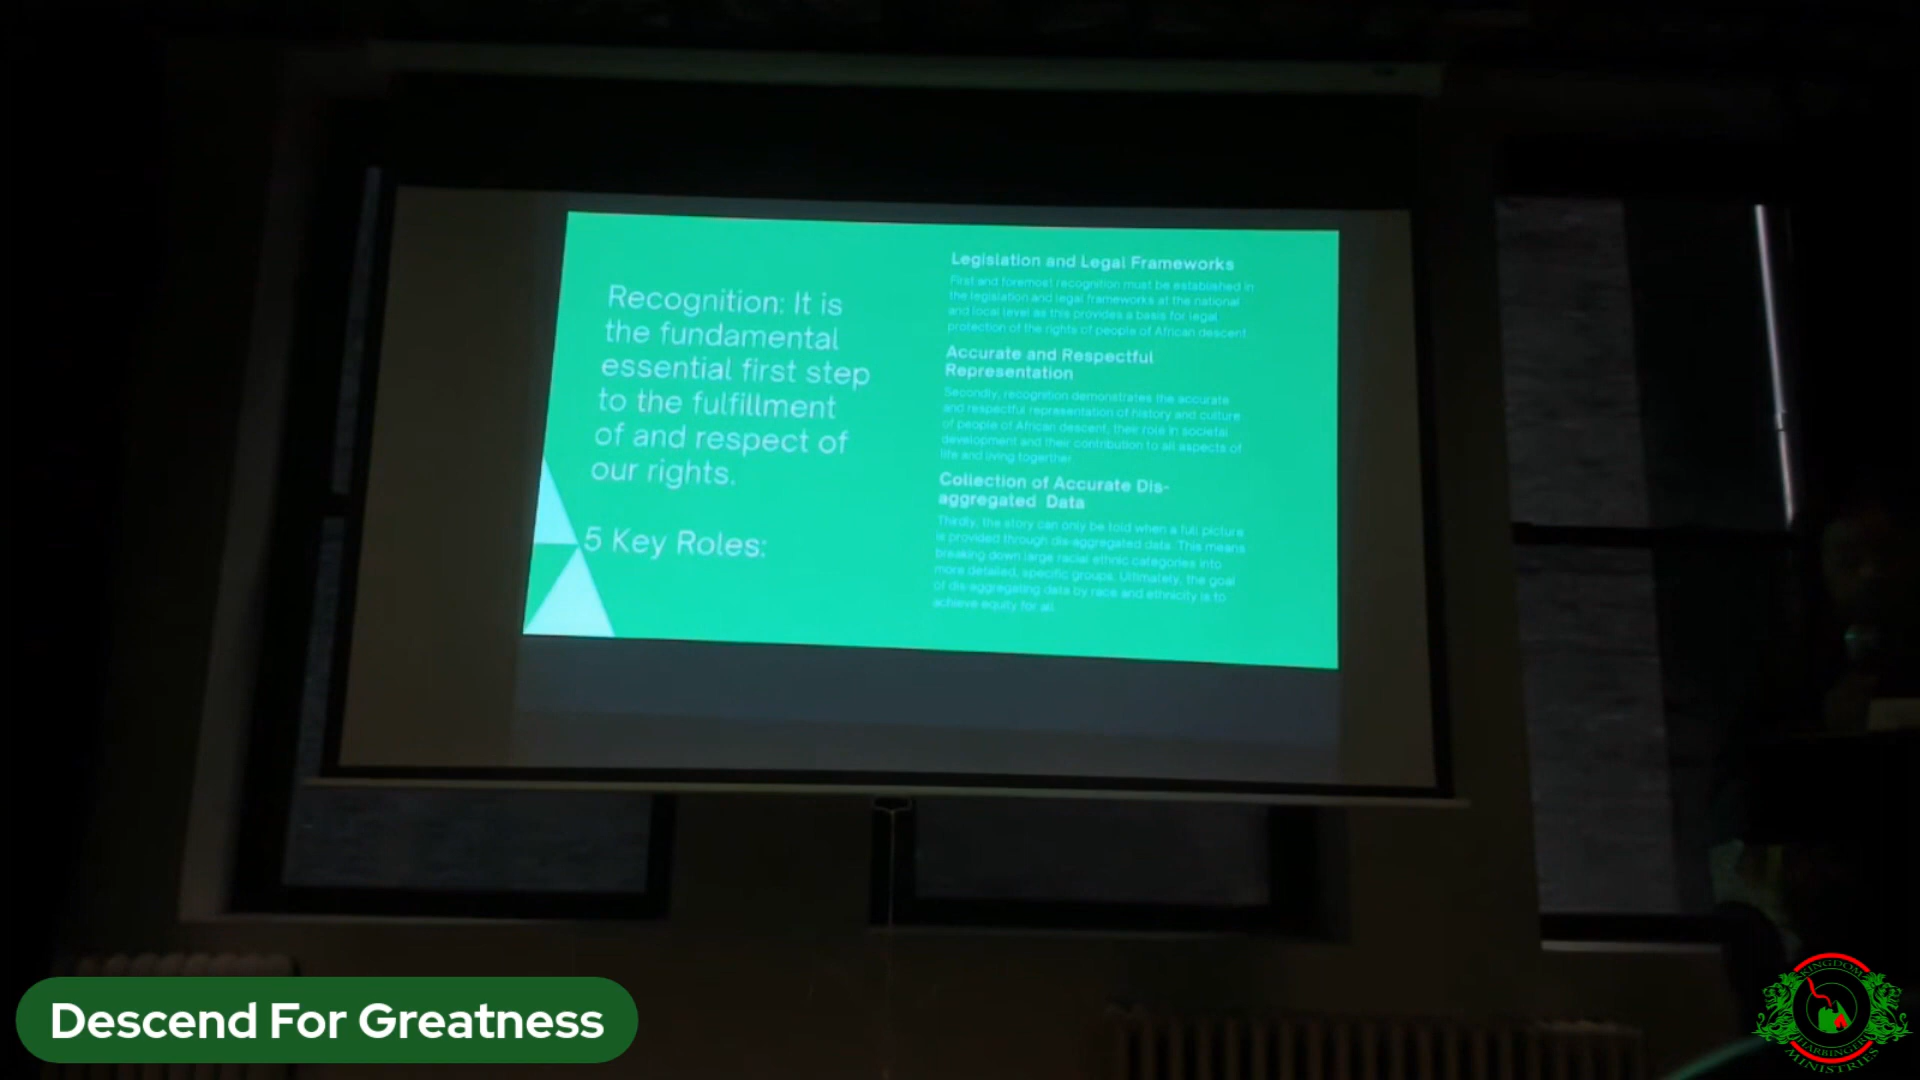 Recognition: It is
the fundamental
essential first step
to the fulfillment
of and respect of
our rights.
5 Key Roles:
Legislation and Legal Frameworks
First and foremost recognition must be established in
the legislation and legal frameworks at the national
and local level as this provides a basis for legal
protection of the rights of people of African descent.
Accurate and Respectful
Representation
Secondly, recognition demonstrates the accurate
and respectful representation of history and culture
of people of African descent, their role in societal
development and their contribution to all aspects of
life and living together.
Collection of Accurate Dis-
aggregated Data
Thirdly, the story can only be told when a full picture
is provided through dis-aggregated data. This means
breaking down large racial ethnic categories into
more detailed, specific groups. Ultimately, the goal
of dis-aggregating data by race and ethnicity is to
achieve equity for all.
Descend For Greatness
KINGDOM
HARBINGER
MINISTRIES